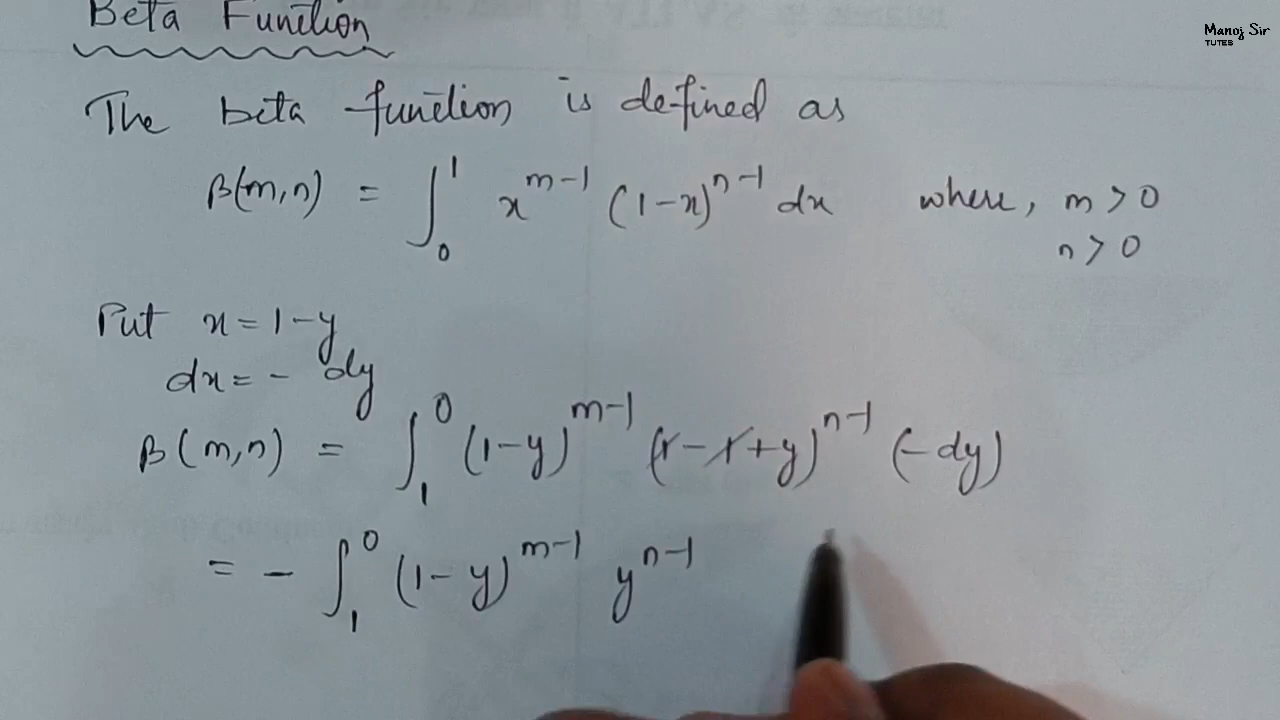 Beta Function
Manoj Sir
TUTES
The beta function is defined as
β(m,n) = ∫₀¹ x^{m-1} (1-x)^{n-1} dx where, m > 0
n > 0
Put x = 1-y
dx = - dy
β(m,n) = ∫₁⁰ (1-y)^{m-1} (1-1+y)^{n-1} (-dy)
= - ∫₁⁰ (1-y)^{m-1} y^{n-1}